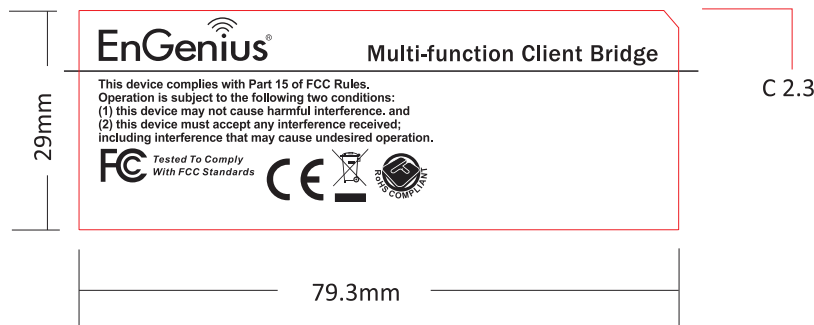 EnGenius®
Multi-function Client Bridge
C 2.3
29mm
This device complies with Part 15 of FCC Rules.
Operation is subject to the following two conditions:
(1) this device may not cause harmful interference. and
(2) this device must accept any interference received;
including interference that may cause undesired operation.
FC Tested To Comply
With FCC Standards
CE
RoHS COMPLIANT
79.3mm